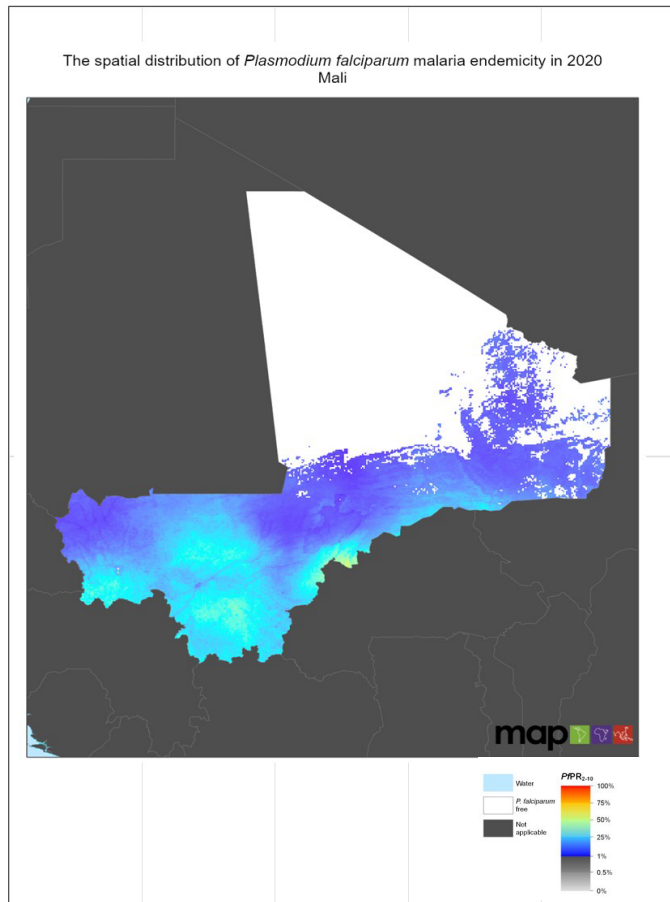 The spatial distribution of Plasmodium falciparum malaria endemicity in 2020
Mali
map
Water
P. falciparum
free
Not
applicable
PfPR2-10
100%
75%
50%
25%
1%
0.5%
0%